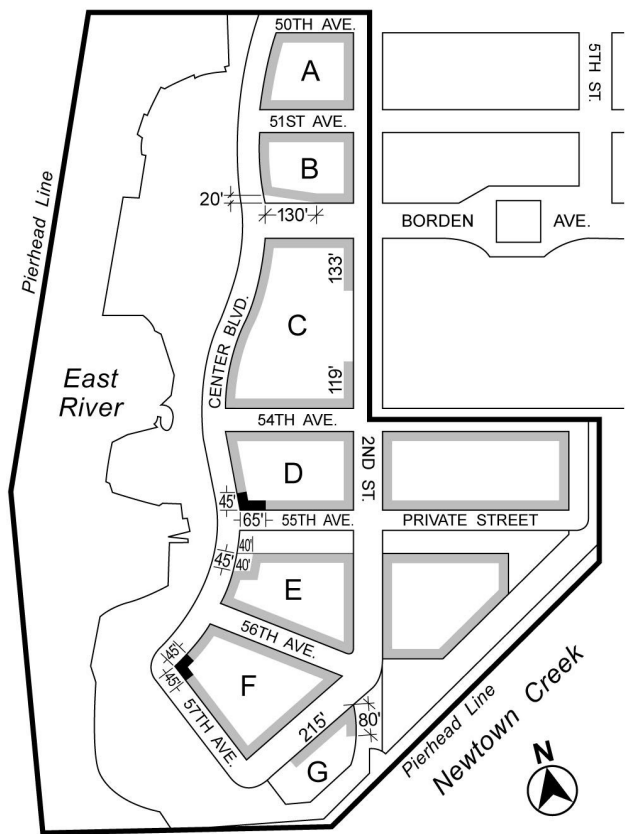 50TH AVE.
A
5TH ST.
51ST AVE.
B
20'
130'
BORDEN AVE.
Pierhead Line
133'
C
CENTER BLVD.
119'
East
River
54TH AVE.
2ND ST.
D
45'
65'
55TH AVE.
PRIVATE STREET
40'
45'
40'
E
56TH AVE.
45'
45'
F
57TH AVE.
215'
80'
G
Pierhead Line
Newtown Creek
N